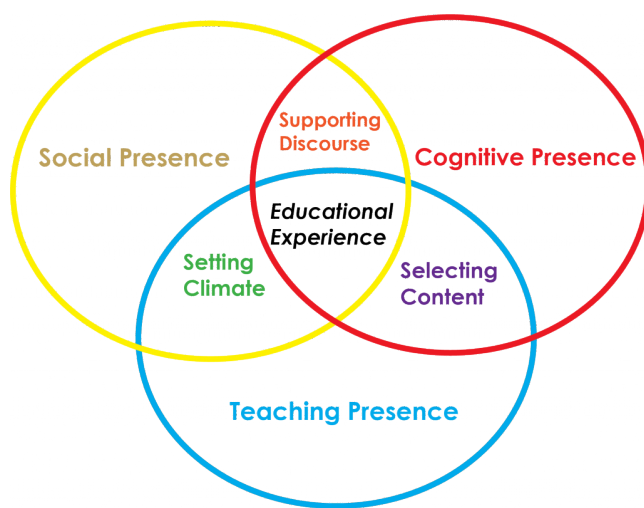 Supporting
Discourse
Social Presence
Cognitive Presence
Educational
Experience
Setting
Climate
Selecting
Content
Teaching Presence